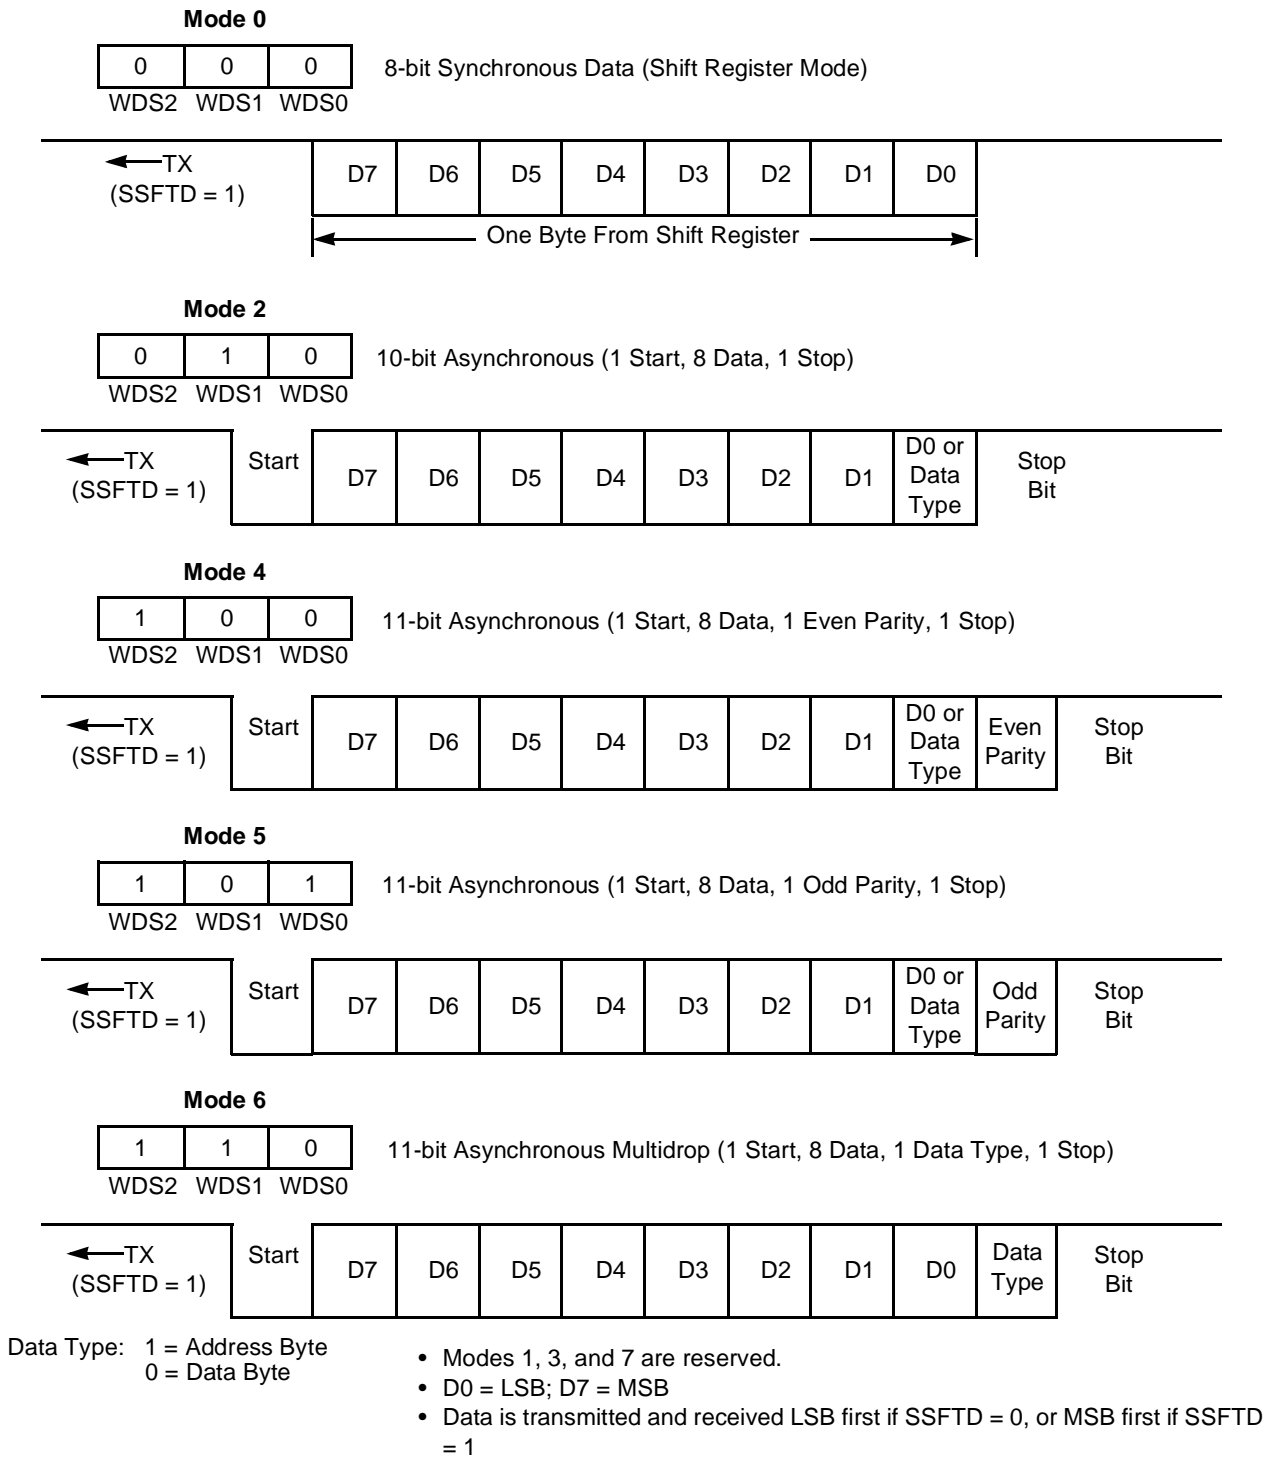 Mode 0
0 0 0 8-bit Synchronous Data (Shift Register Mode)
WDS2 WDS1 WDS0
TX
(SSFTD = 1)
D7 D6 D5 D4 D3 D2 D1 D0
One Byte From Shift Register
Mode 2
0 1 0 10-bit Asynchronous (1 Start, 8 Data, 1 Stop)
WDS2 WDS1 WDS0
TX
(SSFTD = 1)
Start
D7 D6 D5 D4 D3 D2 D1
D0 or
Data
Type
Stop
Bit
Mode 4
1 0 0 11-bit Asynchronous (1 Start, 8 Data, 1 Even Parity, 1 Stop)
WDS2 WDS1 WDS0
TX
(SSFTD = 1)
Start
D7 D6 D5 D4 D3 D2 D1
D0 or
Data
Type
Even
Parity
Stop
Bit
Mode 5
1 0 1 11-bit Asynchronous (1 Start, 8 Data, 1 Odd Parity, 1 Stop)
WDS2 WDS1 WDS0
TX
(SSFTD = 1)
Start
D7 D6 D5 D4 D3 D2 D1
D0 or
Data
Type
Odd
Parity
Stop
Bit
Mode 6
1 1 0 11-bit Asynchronous Multidrop (1 Start, 8 Data, 1 Data Type, 1 Stop)
WDS2 WDS1 WDS0
TX
(SSFTD = 1)
Start
D7 D6 D5 D4 D3 D2 D1 D0
Data
Type
Stop
Bit
Data Type: 1 = Address Byte
0 = Data Byte
• Modes 1, 3, and 7 are reserved.
• D0 = LSB; D7 = MSB
• Data is transmitted and received LSB first if SSFTD = 0, or MSB first if SSFTD
= 1